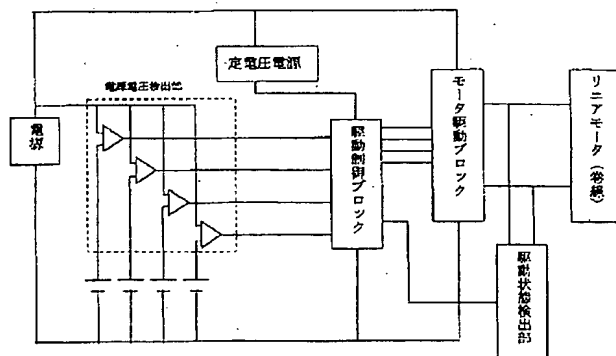 定電圧電源
電源電圧検出部
電源
駆動制御ブロック
モータ駆動ブロック
リニアモータ(巻線)
駆動状態検出部